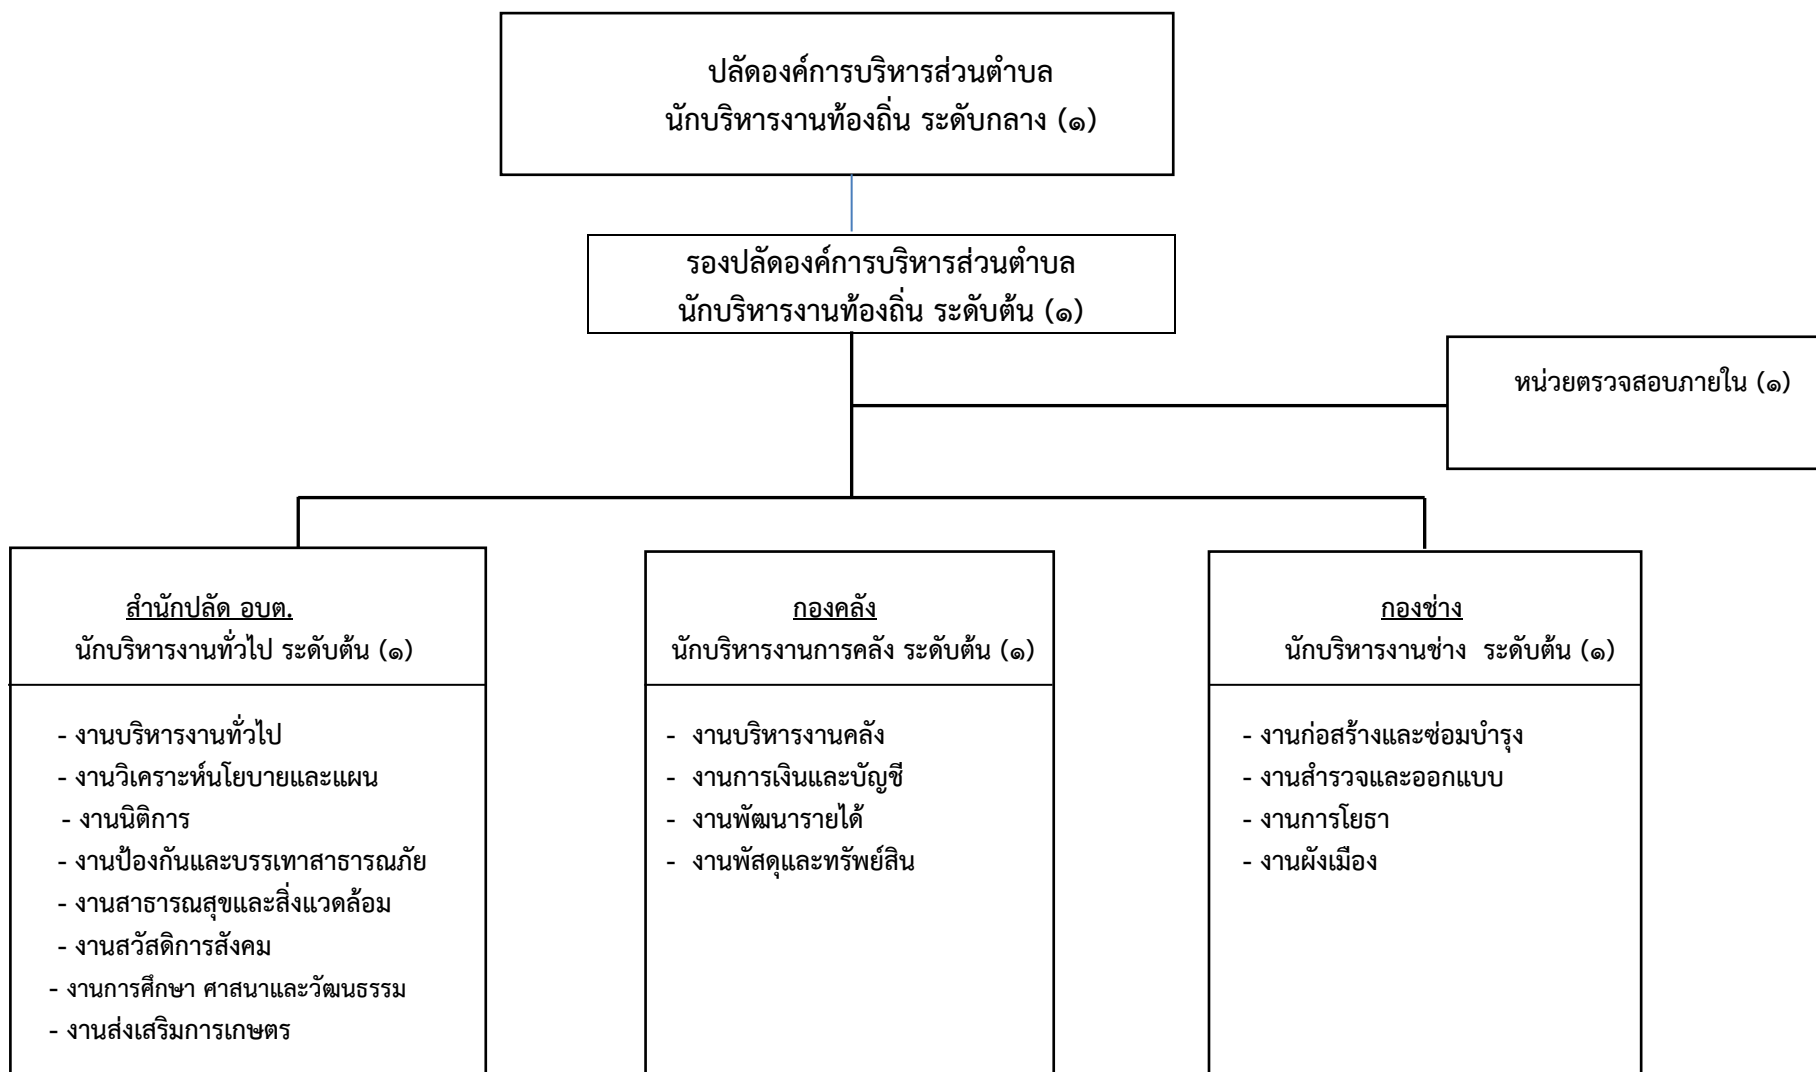 ปลัดองค์การบริหารส่วนตำบล
นักบริหารงานท้องถิ่น ระดับกลาง (๑)
รองปลัดองค์การบริหารส่วนตำบล
นักบริหารงานท้องถิ่น ระดับต้น (๑)
หน่วยตรวจสอบภายใน (๑)
สำนักปลัด อบต.
นักบริหารงานทั่วไป ระดับต้น (๑)
- งานบริหารงานทั่วไป
- งานวิเคราะห์นโยบายและแผน
- งานนิติการ
- งานป้องกันและบรรเทาสาธารณภัย
- งานสาธารณสุขและสิ่งแวดล้อม
- งานสวัสดิการสังคม
- งานการศึกษา ศาสนาและวัฒนธรรม
- งานส่งเสริมการเกษตร
กองคลัง
นักบริหารงานการคลัง ระดับต้น (๑)
- งานบริหารงานคลัง
- งานการเงินและบัญชี
- งานพัฒนารายได้
- งานพัสดุและทรัพย์สิน
กองช่าง
นักบริหารงานช่าง ระดับต้น (๑)
- งานก่อสร้างและซ่อมบำรุง
- งานสำรวจและออกแบบ
- งานการโยธา
- งานผังเมือง